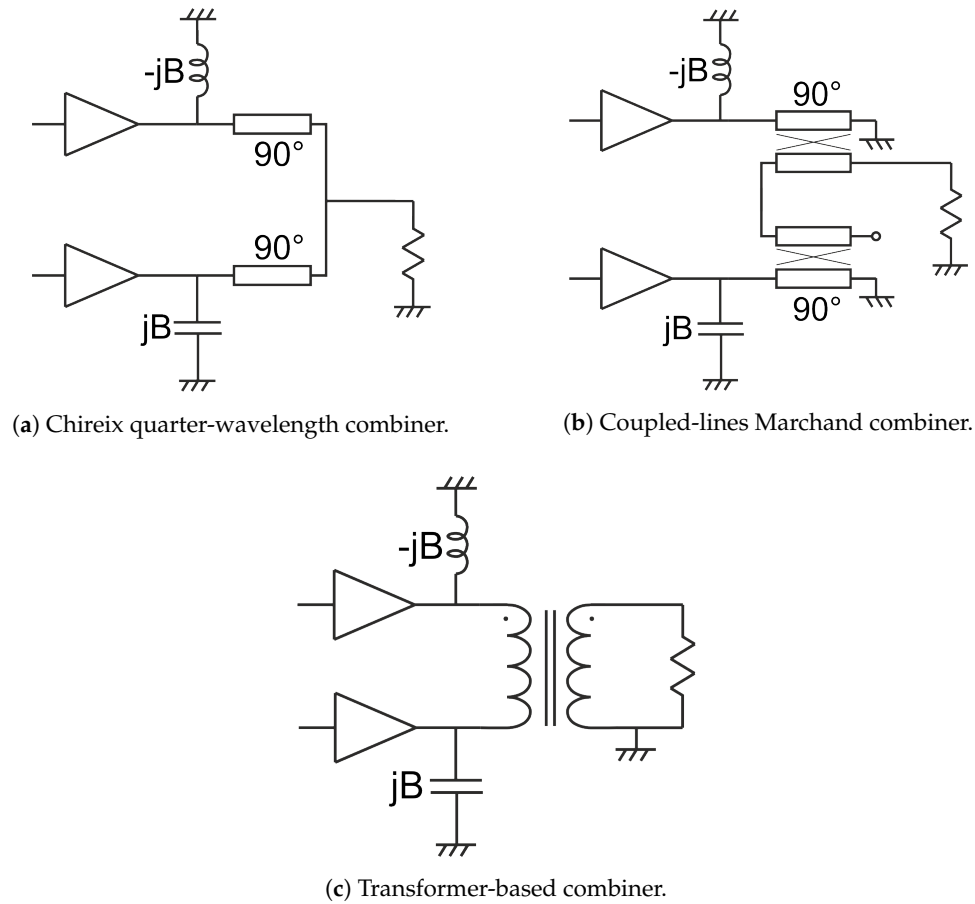 -jB
90°
90°
jB
(a) Chireix quarter-wavelength combiner.
-jB
90°
90°
jB
(b) Coupled-lines Marchand combiner.
-jB
jB
(c) Transformer-based combiner.